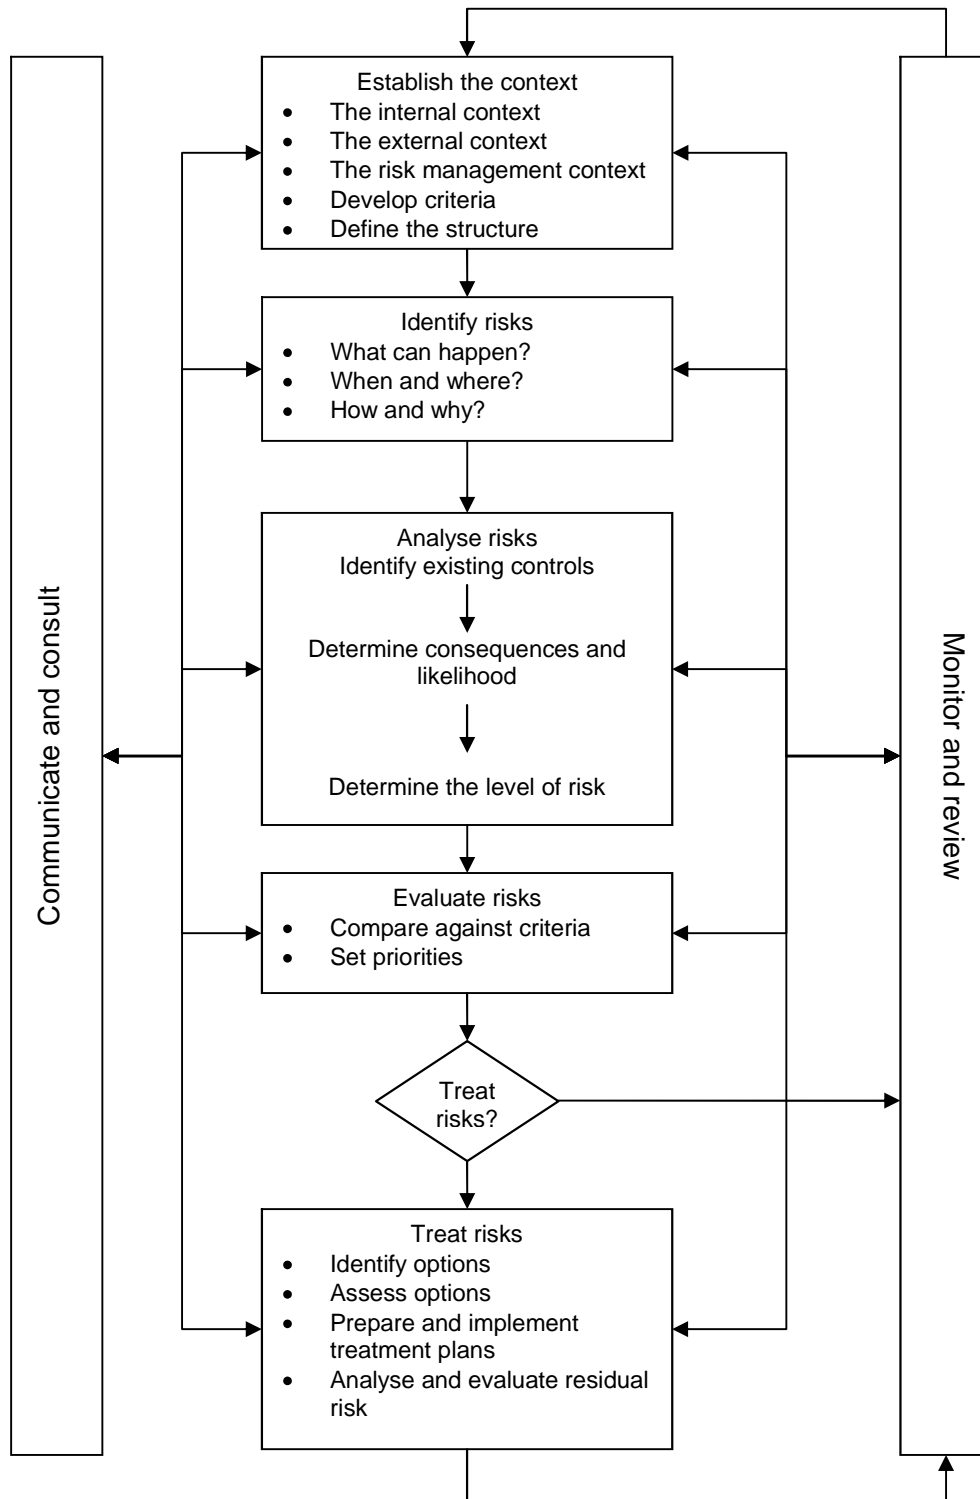 Establish the context
• The internal context
• The external context
• The risk management context
• Develop criteria
• Define the structure
Identify risks
• What can happen?
• When and where?
• How and why?
Analyse risks
Identify existing controls
Determine consequences and
likelihood
Determine the level of risk
Evaluate risks
• Compare against criteria
• Set priorities
Treat
risks?
Treat risks
• Identify options
• Assess options
• Prepare and implement
treatment plans
• Analyse and evaluate residual
risk
Communicate and consult
Monitor and review